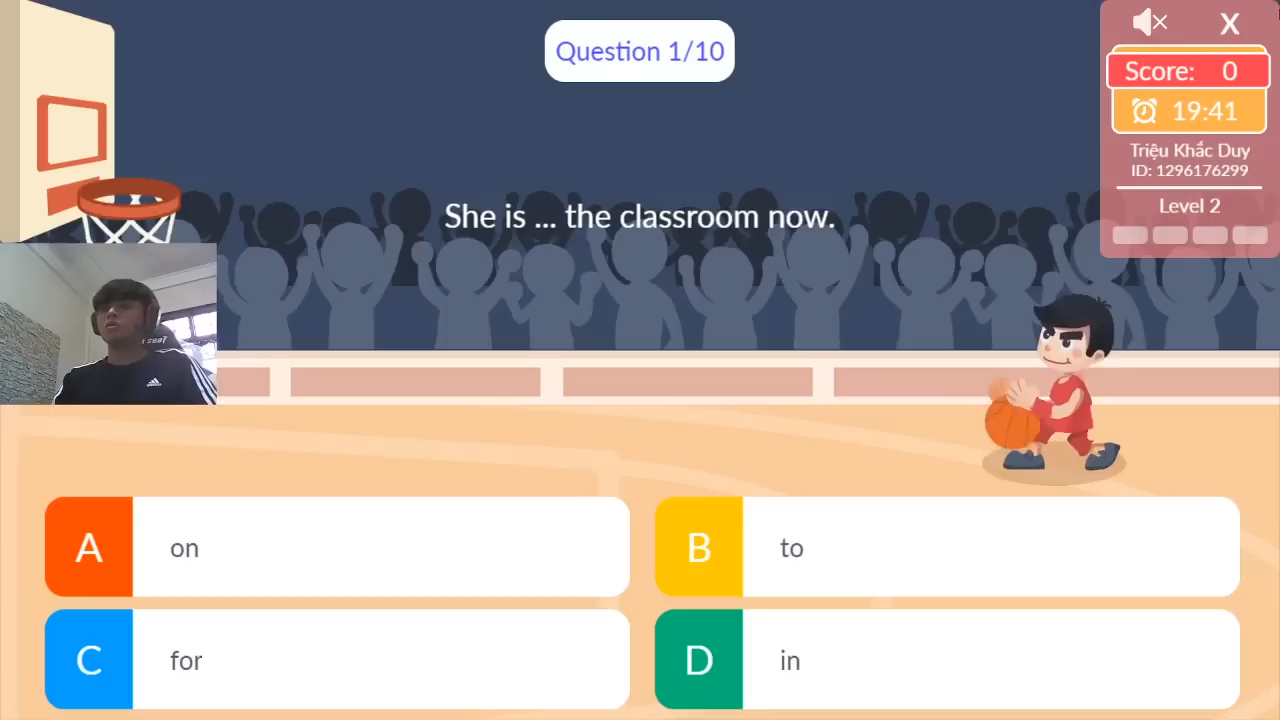 Question 1/10
X
Score: 0
19:41
Triệu Khắc Duy
ID: 1296176299
Level 2
She is ... the classroom now.
A on
B to
C for
D in